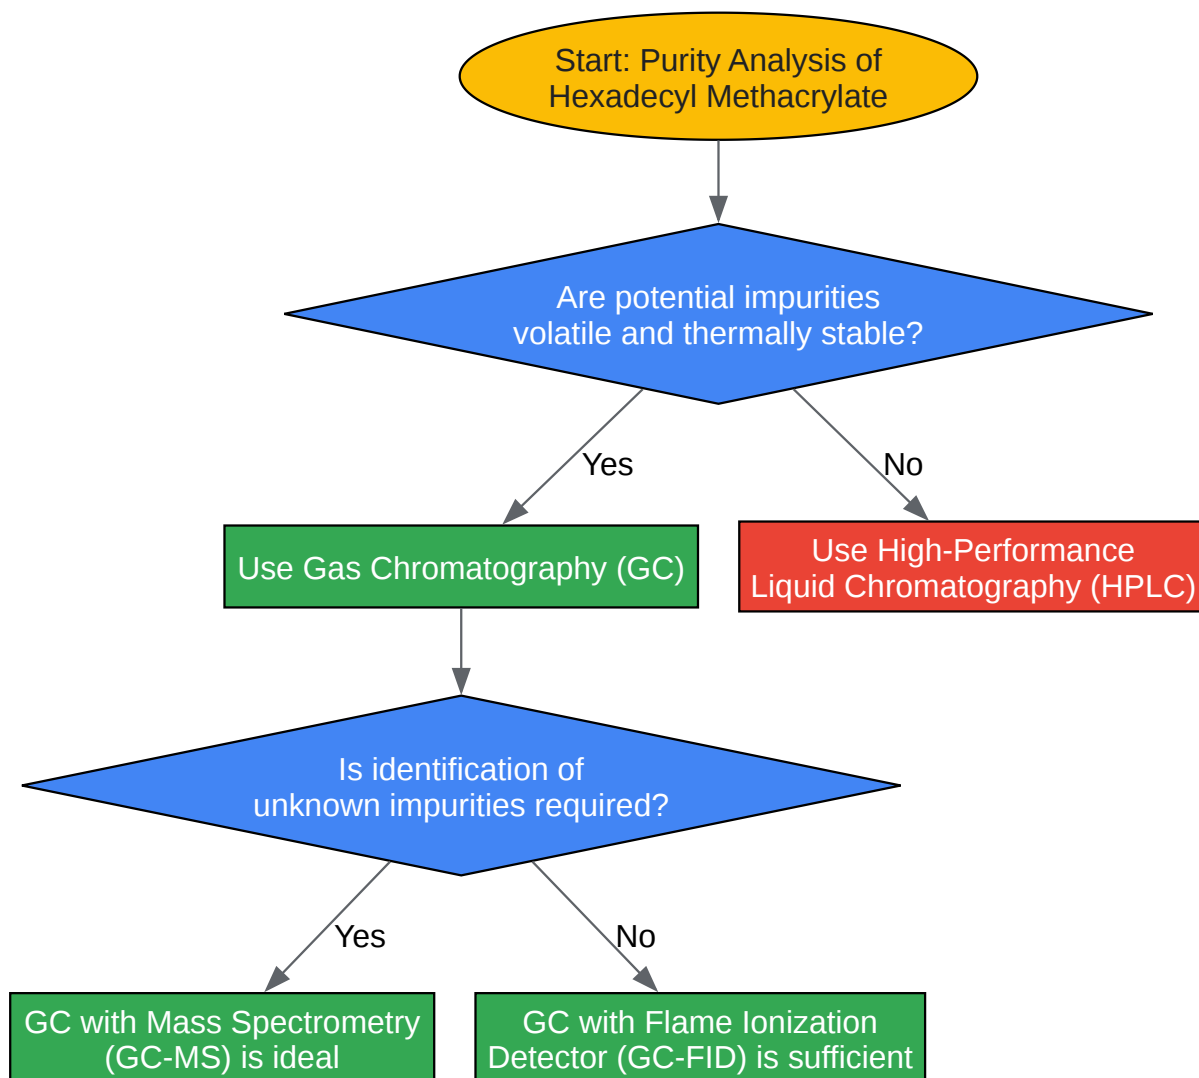 Start: Purity Analysis of
Hexadecyl Methacrylate
Are potential impurities
volatile and thermally stable?
Yes
No
Use Gas Chromatography (GC)
Use High-Performance
Liquid Chromatography (HPLC)
Is identification of
unknown impurities required?
Yes
No
GC with Mass Spectrometry
(GC-MS) is ideal
GC with Flame Ionization
Detector (GC-FID) is sufficient